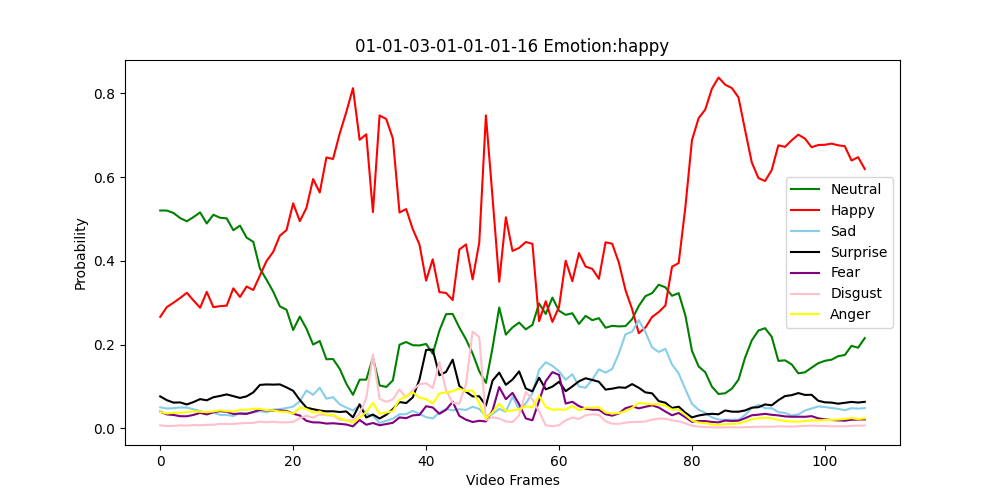 01-01-03-01-01-01-16 Emotion:happy
Probability
0.8
0.6
0.4
0.2
0.0
0 20 40 60 80 100
Video Frames
Neutral
Happy
Sad
Surprise
Fear
Disgust
Anger